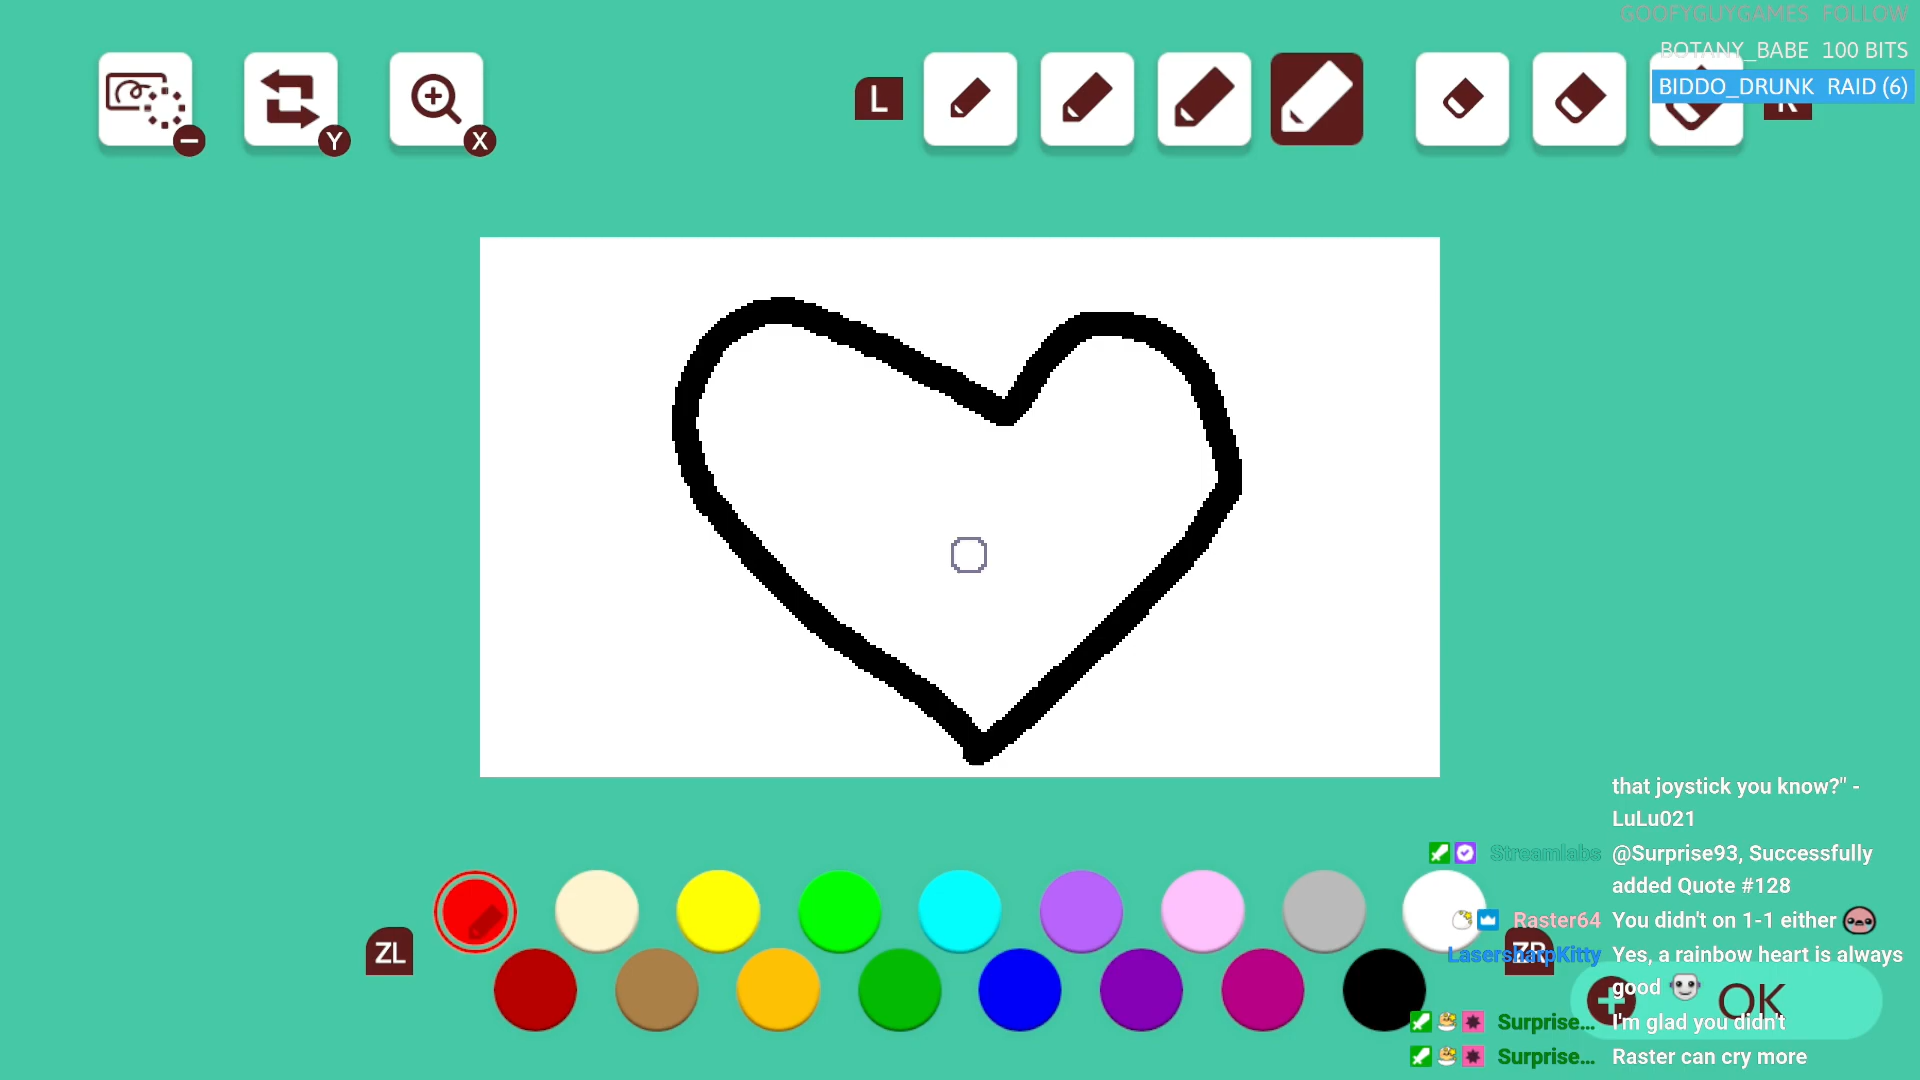 GOOFYGUYGAMES FOLLOW
BOTANY_BABE 100 BITS
BIDDO_DRUNK RAID (6)
L
R
Y
X
that joystick you know?" -
LuLu021
Streamlabs @Surprise93, Successfully
added Quote #128
Raster64 You didn't on 1-1 either
ZL
ZR
LasersharpKitty Yes, a rainbow heart is always
good
OK
Surprise... I'm glad you didn't
Surprise... Raster can cry more